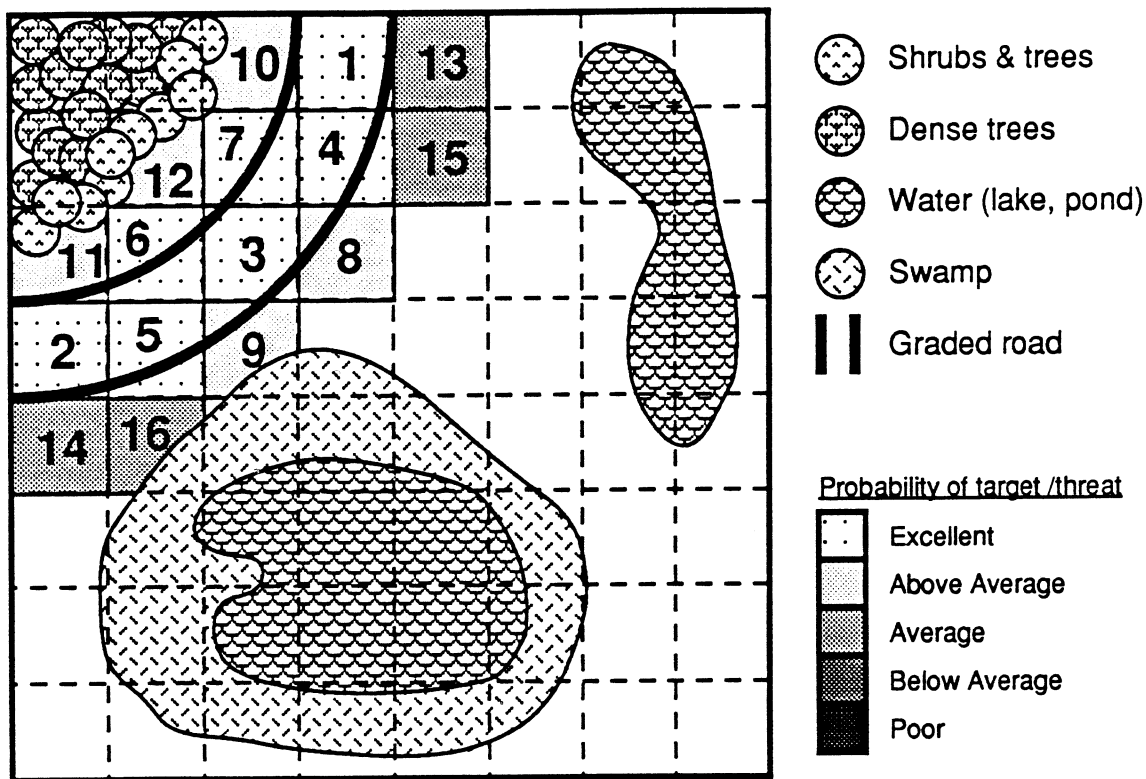 10 1 13
7 4 15
12
6 3 8
11
2 5 9
14 16
Shrubs & trees
Dense trees
Water (lake, pond)
Swamp
Graded road
Probability of target /threat
Excellent
Above Average
Average
Below Average
Poor